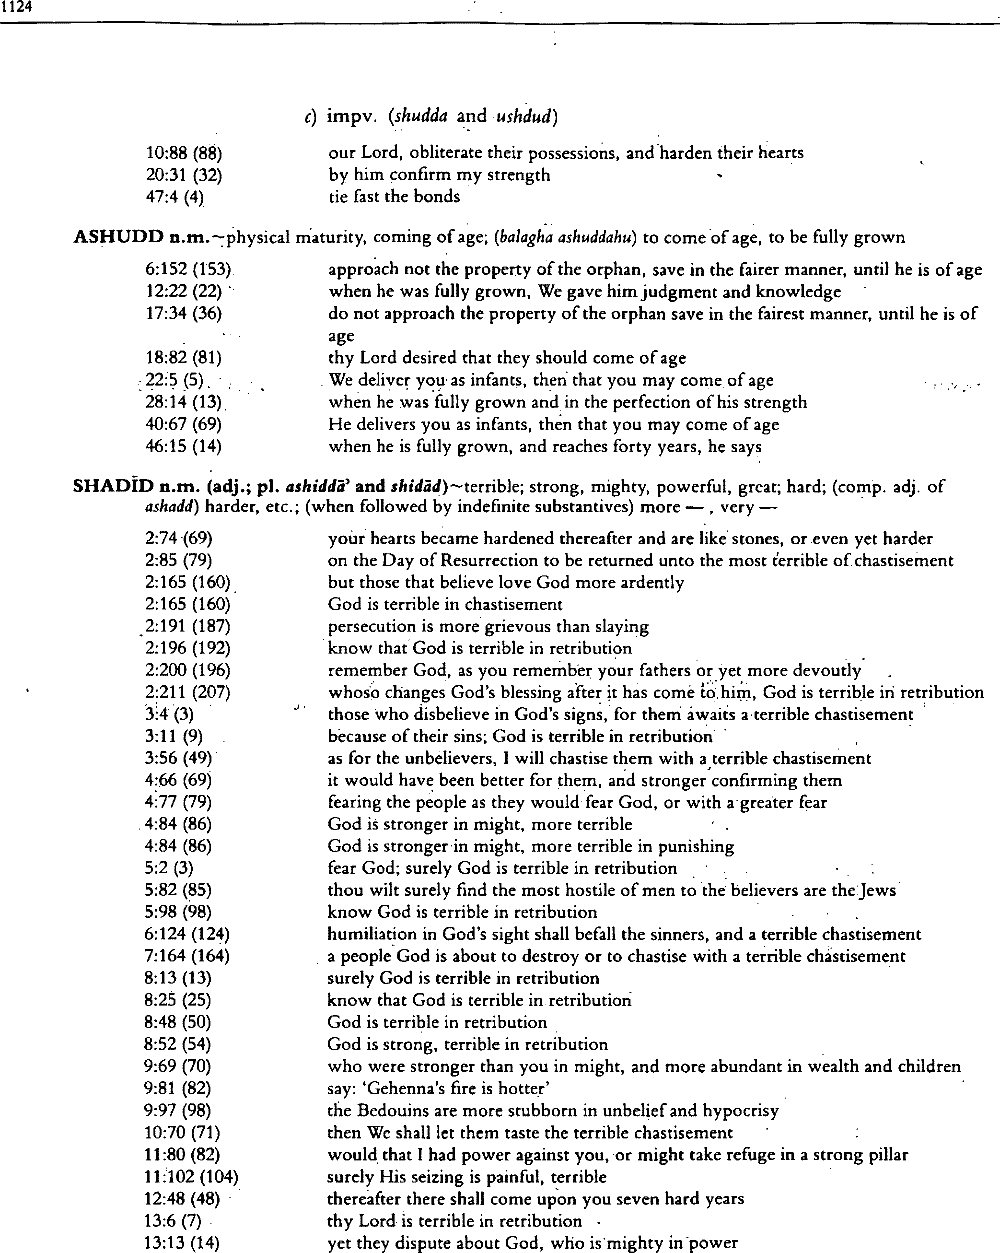 1124
c) impv. (shudda and ushdud)
10:88 (88) our Lord, obliterate their possessions, and harden their hearts
20:31 (32) by him confirm my strength
47:4 (4) tie fast the bonds
ASHUDD n.m.~physical maturity, coming of age; (balagha ashuddahu) to come of age, to be fully grown
6:152 (153) approach not the property of the orphan, save in the fairer manner, until he is of age
12:22 (22) when he was fully grown, We gave him judgment and knowledge
17:34 (36) do not approach the property of the orphan save in the fairest manner, until he is of
age
18:82 (81) thy Lord desired that they should come of age
22:5 (5) We deliver you as infants, then that you may come of age
28:14 (13) when he was fully grown and in the perfection of his strength
40:67 (69) He delivers you as infants, then that you may come of age
46:15 (14) when he is fully grown, and reaches forty years, he says
SHADĪD n.m. (adj.; pl. ashiddā' and shidād)~terrible; strong, mighty, powerful, great; hard; (comp. adj. of
ashadd) harder, etc.; (when followed by indefinite substantives) more — , very —
2:74 (69) your hearts became hardened thereafter and are like stones, or even yet harder
2:85 (79) on the Day of Resurrection to be returned unto the most terrible of chastisement
2:165 (160) but those that believe love God more ardently
2:165 (160) God is terrible in chastisement
2:191 (187) persecution is more grievous than slaying
2:196 (192) know that God is terrible in retribution
2:200 (196) remember God, as you remember your fathers or yet more devoutly
2:211 (207) whoso changes God's blessing after it has come to him, God is terrible in retribution
3:4 (3) those who disbelieve in God's signs, for them awaits a terrible chastisement
3:11 (9) because of their sins; God is terrible in retribution
3:56 (49) as for the unbelievers, I will chastise them with a terrible chastisement
4:66 (69) it would have been better for them, and stronger confirming them
4:77 (79) fearing the people as they would fear God, or with a greater fear
4:84 (86) God is stronger in might, more terrible
4:84 (86) God is stronger in might, more terrible in punishing
5:2 (3) fear God; surely God is terrible in retribution
5:82 (85) thou wilt surely find the most hostile of men to the believers are the Jews
5:98 (98) know God is terrible in retribution
6:124 (124) humiliation in God's sight shall befall the sinners, and a terrible chastisement
7:164 (164) a people God is about to destroy or to chastise with a terrible chastisement
8:13 (13) surely God is terrible in retribution
8:25 (25) know that God is terrible in retribution
8:48 (50) God is terrible in retribution
8:52 (54) God is strong, terrible in retribution
9:69 (70) who were stronger than you in might, and more abundant in wealth and children
9:81 (82) say: 'Gehenna's fire is hotter'
9:97 (98) the Bedouins are more stubborn in unbelief and hypocrisy
10:70 (71) then We shall let them taste the terrible chastisement
11:80 (82) would that I had power against you, or might take refuge in a strong pillar
11:102 (104) surely His seizing is painful, terrible
12:48 (48) thereafter there shall come upon you seven hard years
13:6 (7) thy Lord is terrible in retribution
13:13 (14) yet they dispute about God, who is mighty in power